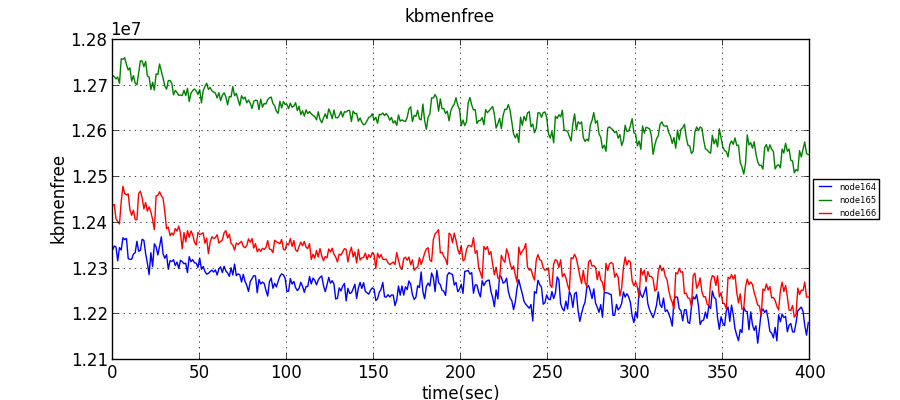 kbmenfree
1e7
1.28
1.27
1.26
1.25
1.24
1.23
1.22
1.21
kbmenfree
0 50 100 150 200 250 300 350 400
time(sec)
node164
node165
node166